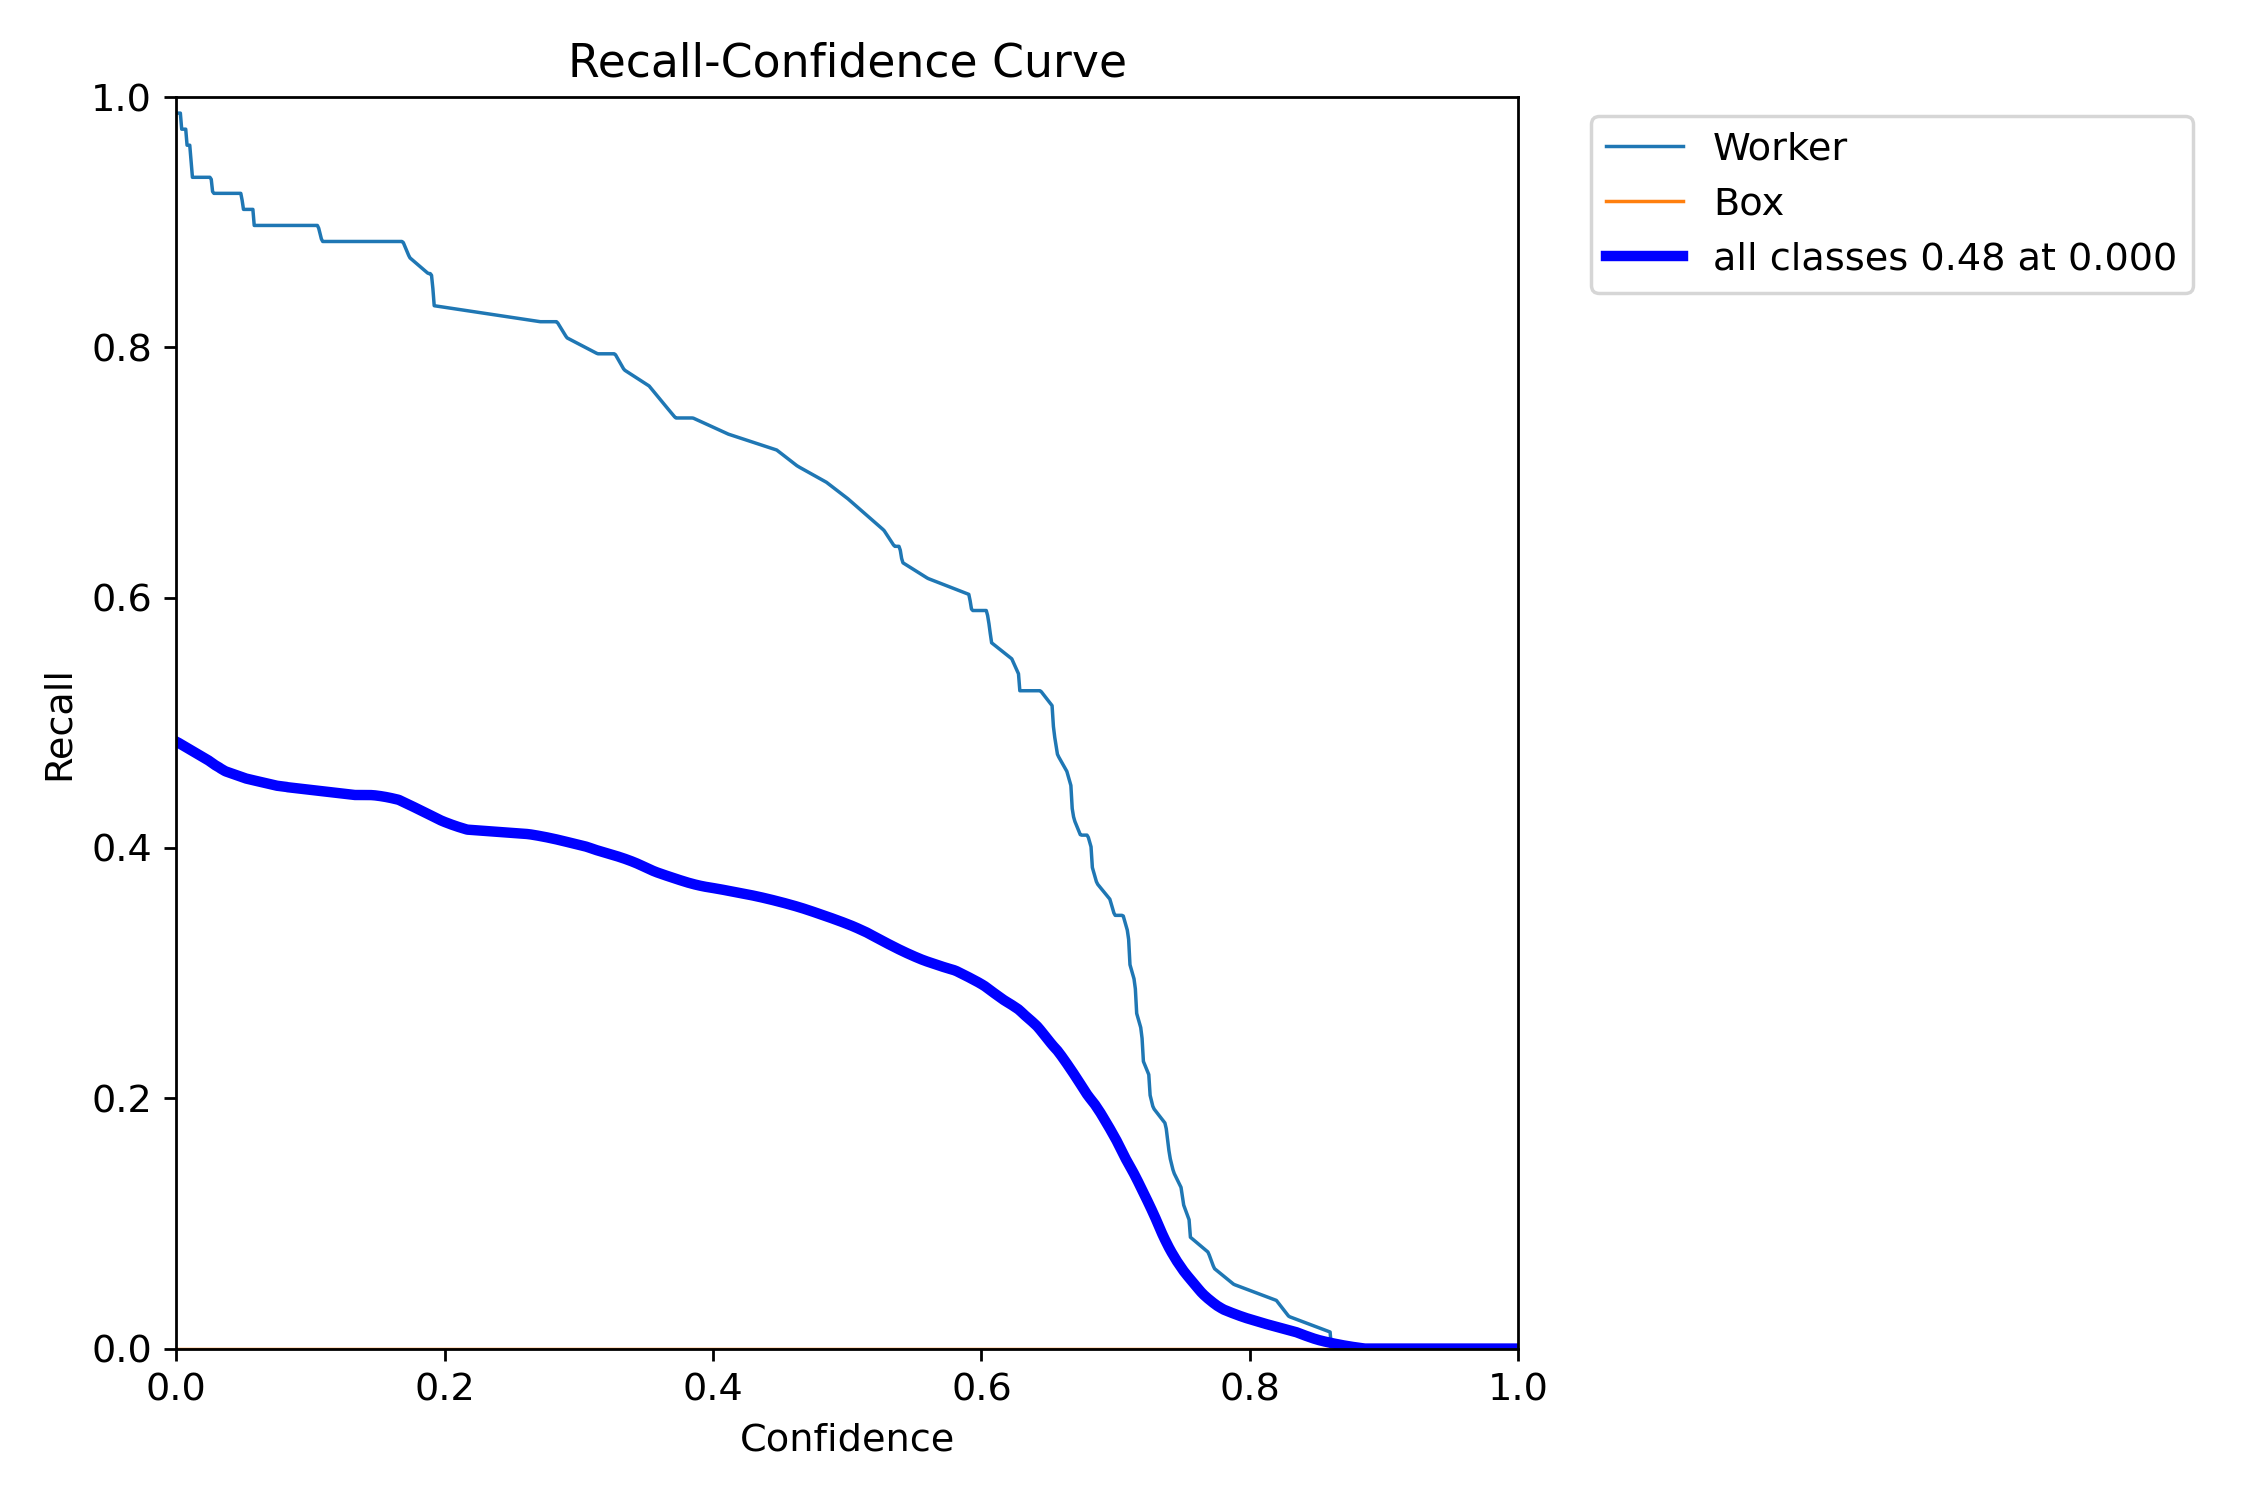 Recall-Confidence Curve
1.0
0.8
0.6
0.4
0.2
0.0
Recall
0.0 0.2 0.4 0.6 0.8 1.0
Confidence
Worker
Box
all classes 0.48 at 0.000